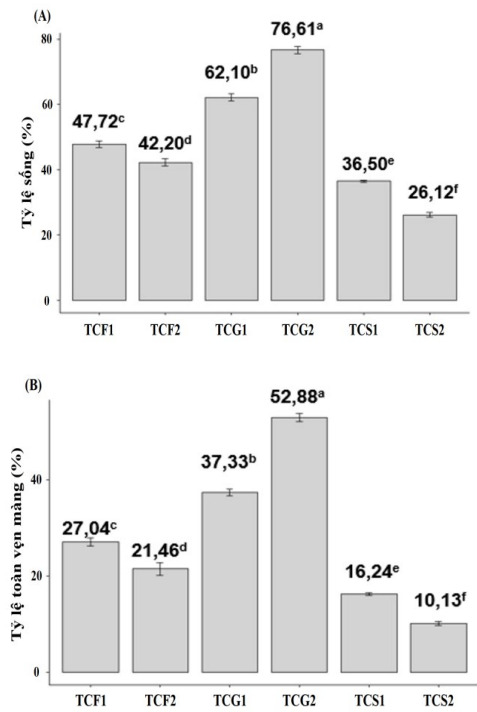 (A)
Tỷ lệ sống (%)
80
60
40
20
0
47,72ᶜ
42,20ᵈ
62,10ᵇ
76,61ᵃ
36,50ᵉ
26,12ᶠ
TCF1 TCF2 TCG1 TCG2 TCS1 TCS2
(B)
Tỷ lệ toàn vẹn màng (%)
40
20
0
27,04ᶜ
21,46ᵈ
37,33ᵇ
52,88ᵃ
16,24ᵉ
10,13ᶠ
TCF1 TCF2 TCG1 TCG2 TCS1 TCS2